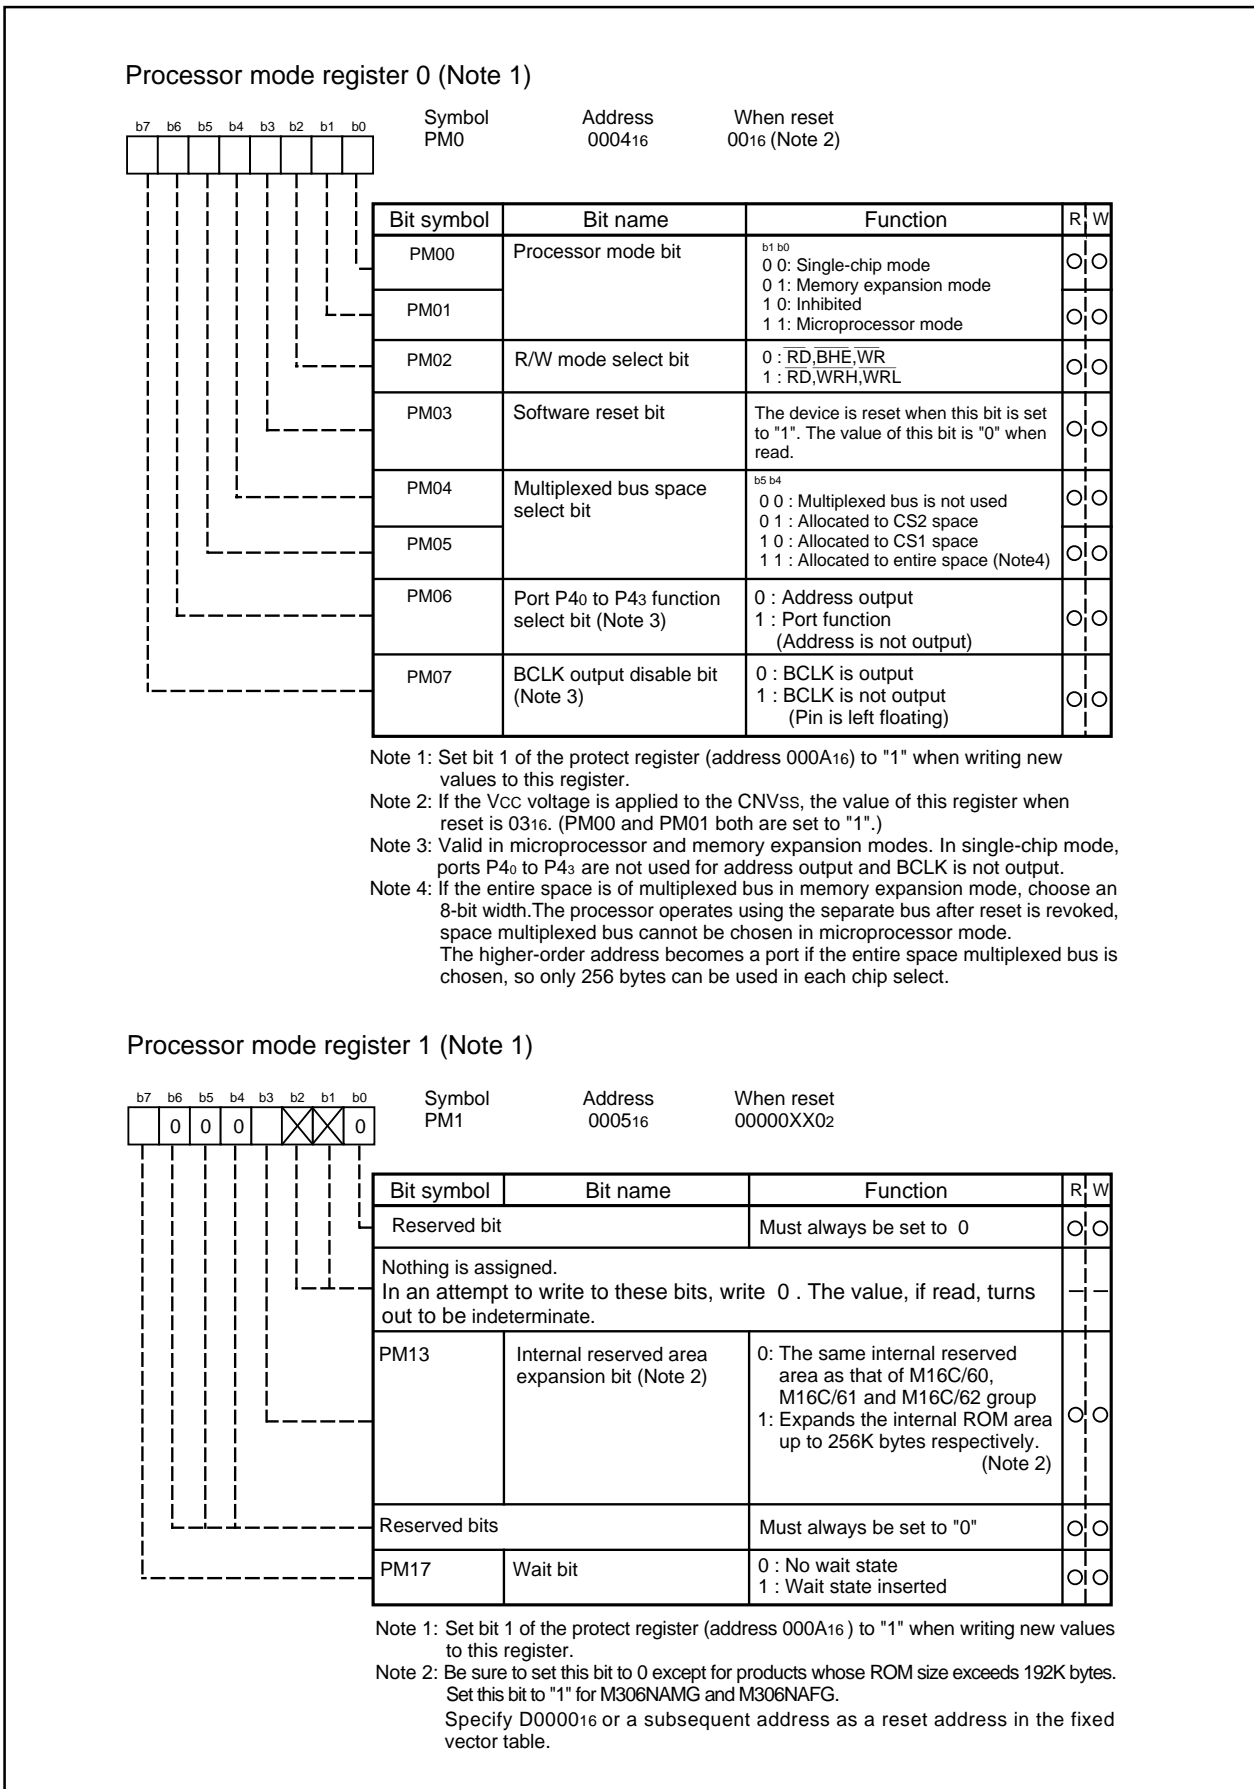 Processor mode register 0 (Note 1)
Symbol Address When reset
b7 b6 b5 b4 b3 b2 b1 b0
PM0 000416 0016 (Note 2)
Bit symbol Bit name Function R W
PM00 Processor mode bit b1 b0
0 0: Single-chip mode
0 1: Memory expansion mode
PM01 1 0: Inhibited
1 1: Microprocessor mode
PM02 R/W mode select bit 0 : RD,BHE,WR
1 : RD,WRH,WRL
PM03 Software reset bit The device is reset when this bit is set
to "1". The value of this bit is "0" when
read.
PM04 Multiplexed bus space b5 b4
select bit 0 0 : Multiplexed bus is not used
0 1 : Allocated to CS2 space
PM05 1 0 : Allocated to CS1 space
1 1 : Allocated to entire space (Note4)
PM06 Port P40 to P43 function 0 : Address output
select bit (Note 3) 1 : Port function
(Address is not output)
PM07 BCLK output disable bit 0 : BCLK is output
(Note 3) 1 : BCLK is not output
(Pin is left floating)
Note 1: Set bit 1 of the protect register (address 000A16) to "1" when writing new
values to this register.
Note 2: If the VCC voltage is applied to the CNVSS, the value of this register when
reset is 0316. (PM00 and PM01 both are set to "1".)
Note 3: Valid in microprocessor and memory expansion modes. In single-chip mode,
ports P40 to P43 are not used for address output and BCLK is not output.
Note 4: If the entire space is of multiplexed bus in memory expansion mode, choose an
8-bit width.The processor operates using the separate bus after reset is revoked,
space multiplexed bus cannot be chosen in microprocessor mode.
The higher-order address becomes a port if the entire space multiplexed bus is
chosen, so only 256 bytes can be used in each chip select.
Processor mode register 1 (Note 1)
Symbol Address When reset
b7 b6 b5 b4 b3 b2 b1 b0
PM1 000516 00000XX02
0 0 0 0
Bit symbol Bit name Function R W
Reserved bit Must always be set to 0
Nothing is assigned.
In an attempt to write to these bits, write 0 . The value, if read, turns
out to be indeterminate.
PM13 Internal reserved area 0: The same internal reserved
expansion bit (Note 2) area as that of M16C/60,
M16C/61 and M16C/62 group
1: Expands the internal ROM area
up to 256K bytes respectively.
(Note 2)
Reserved bits Must always be set to "0"
PM17 Wait bit 0 : No wait state
1 : Wait state inserted
Note 1: Set bit 1 of the protect register (address 000A16 ) to "1" when writing new values
to this register.
Note 2: Be sure to set this bit to 0 except for products whose ROM size exceeds 192K bytes.
Set this bit to "1" for M306NAMG and M306NAFG.
Specify D000016 or a subsequent address as a reset address in the fixed
vector table.